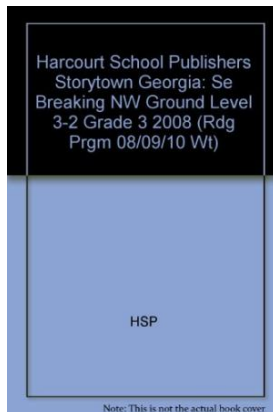 Harcourt School Publishers
Storytown Georgia: Se
Breaking NW Ground Level
3-2 Grade 3 2008 (Rdg
Prgm 08/09/10 Wt)
HSP
Note: This is not the actual book cover